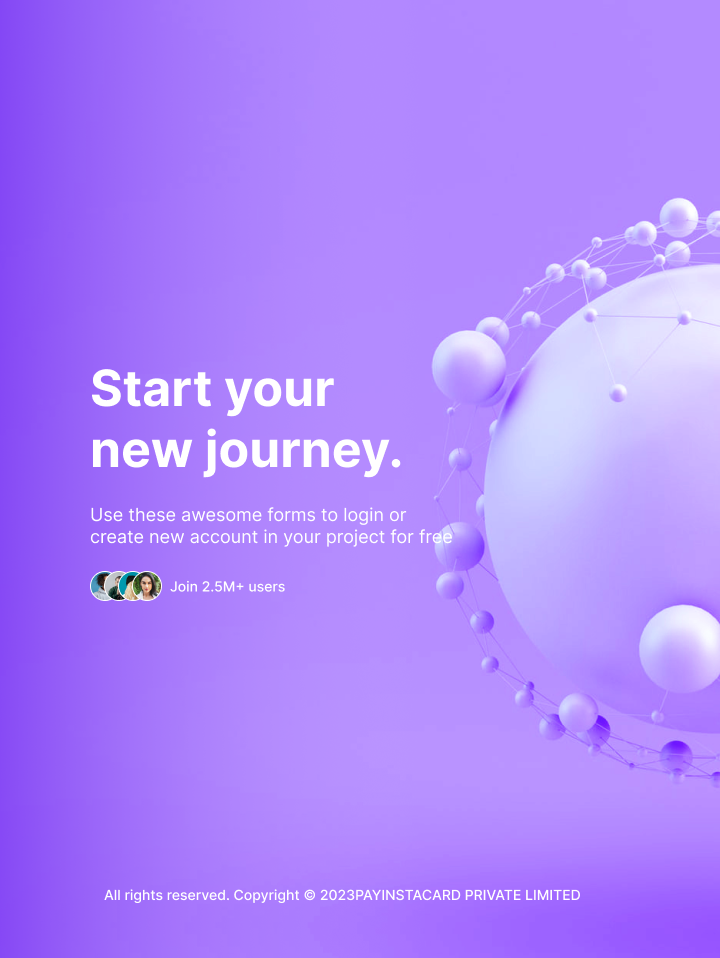 Start your
new journey.
Use these awesome forms to login or
create new account in your project for free
Join 2.5M+ users
All rights reserved. Copyright © 2023PAYINSTACARD PRIVATE LIMITED